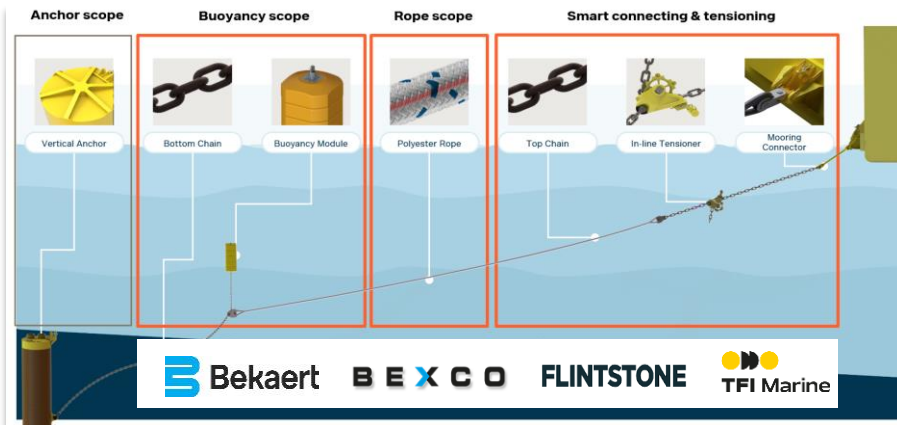 Anchor scope
Buoyancy scope
Rope scope
Smart connecting & tensioning
Vertical Anchor
Bottom Chain
Buoyancy Module
Polyester Rope
Top Chain
In-line Tensioner
Mooring
Connector
Bekaert
BEXCO
FLINTSTONE
TFI Marine